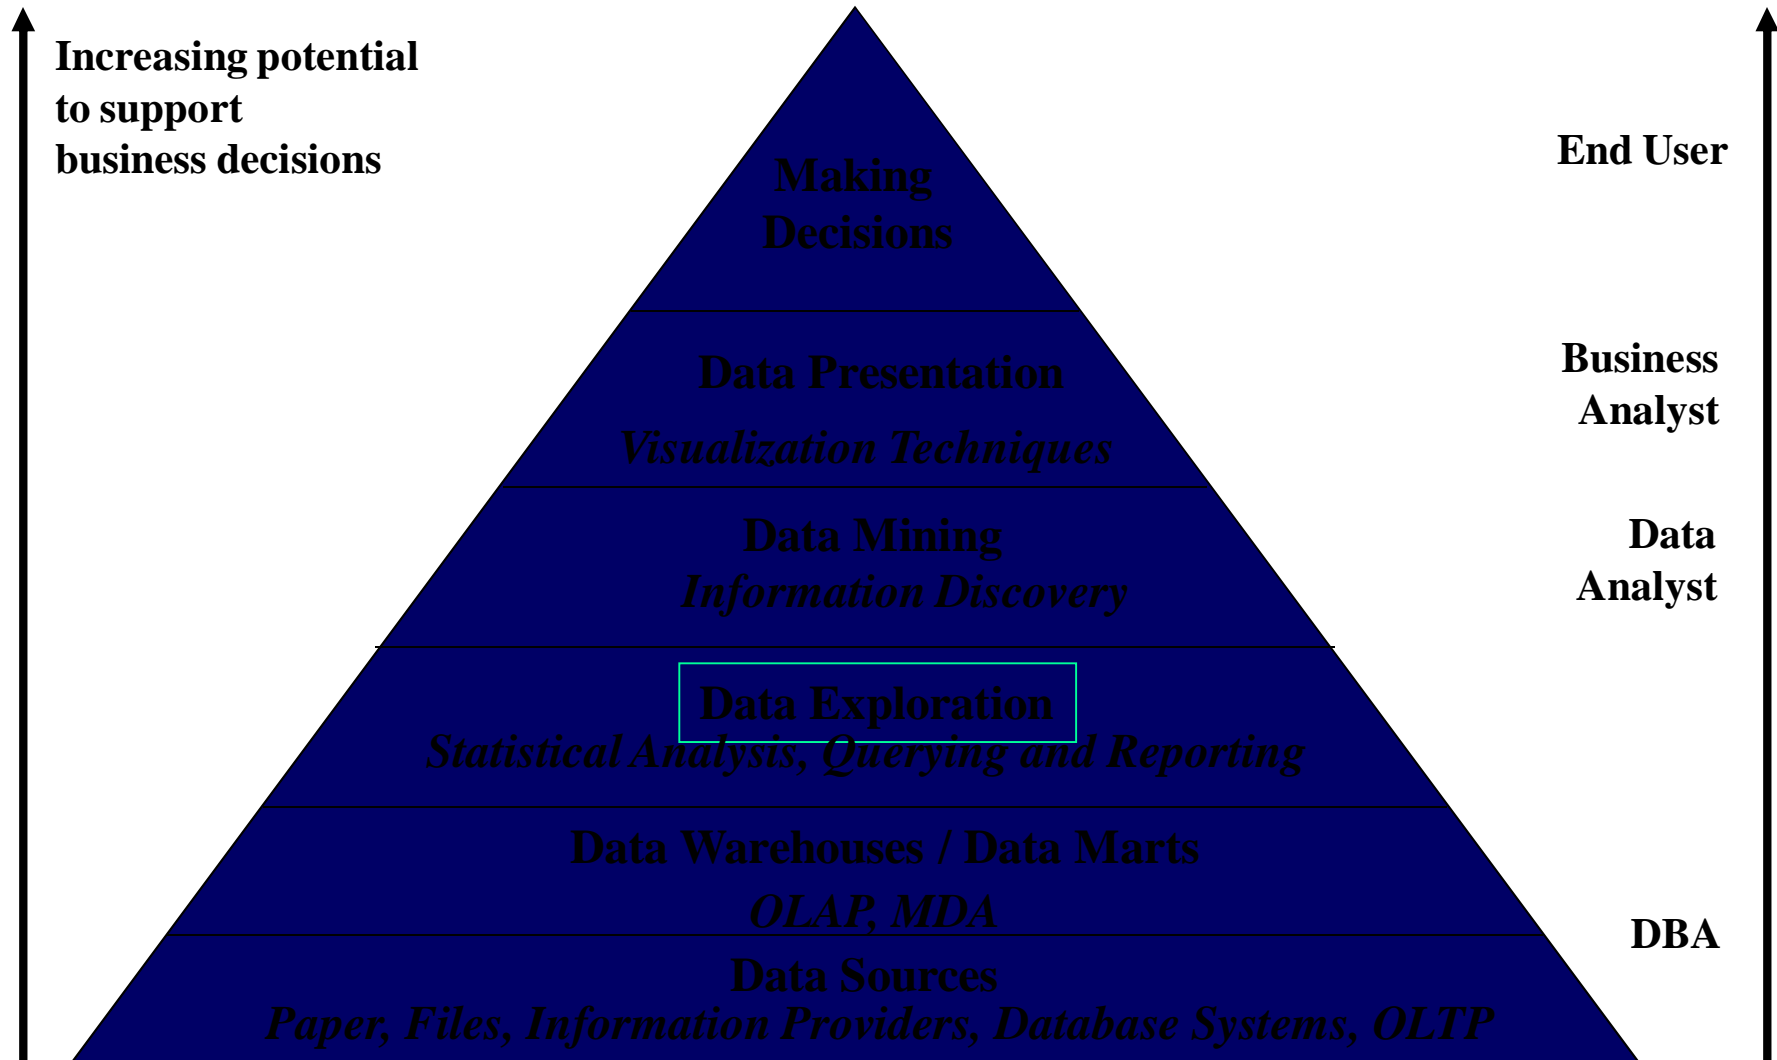 Increasing potential
to support
business decisions
End User
Making
Decisions
Business
Analyst
Data Presentation
Visualization Techniques
Data
Analyst
Data Mining
Information Discovery
Data Exploration
Statistical Analysis, Querying and Reporting
Data Warehouses / Data Marts
OLAP, MDA
DBA
Data Sources
Paper, Files, Information Providers, Database Systems, OLTP